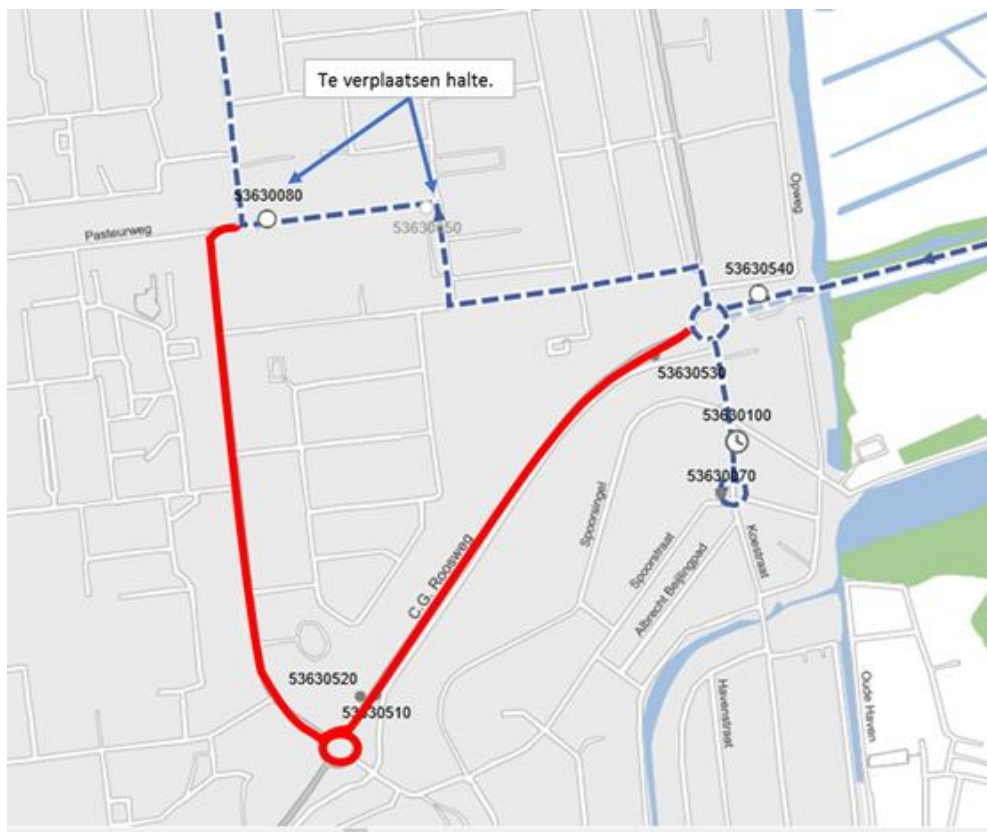 Te verplaatsen halte.
53630080
Pasteurweg
Opweg
53630540
53630530
53630100
53630070
Spoorsingel
Spoorstraat
Albrecht Beijlingpad
Koestraat
C.G. Roosweg
53630520
53630510
Havenstraat
Oude Haven